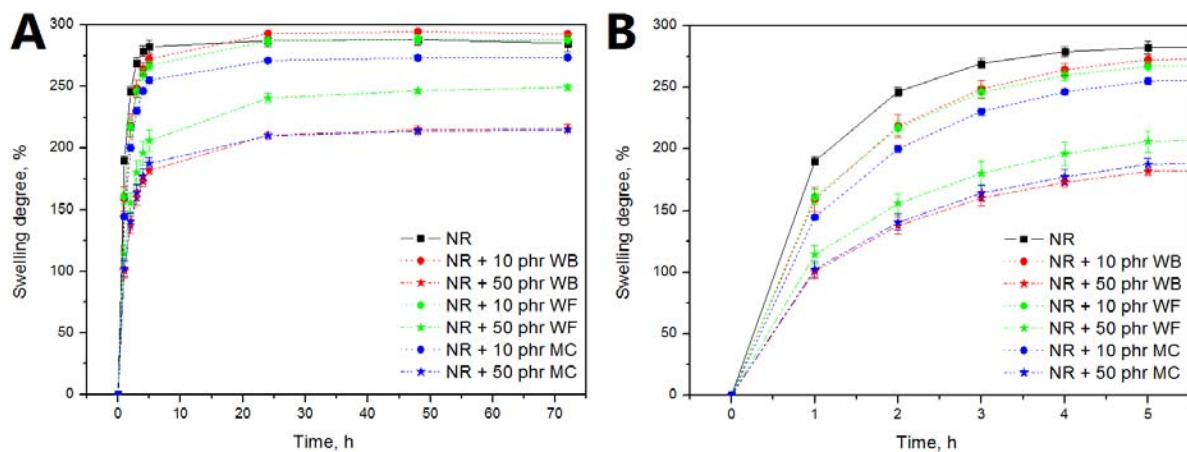 A
300
250
200
150
100
50
0
Swelling degree, %
NR
NR + 10 phr WB
NR + 50 phr WB
NR + 10 phr WF
NR + 50 phr WF
NR + 10 phr MC
NR + 50 phr MC
0 10 20 30 40 50 60 70
Time, h
B
300
250
200
150
100
50
0
Swelling degree, %
NR
NR + 10 phr WB
NR + 50 phr WB
NR + 10 phr WF
NR + 50 phr WF
NR + 10 phr MC
NR + 50 phr MC
0 1 2 3 4 5
Time, h